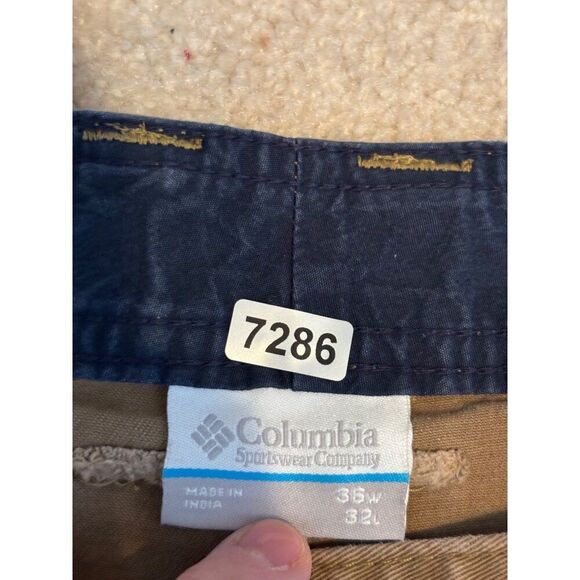 7286
Columbia
Sportswear Company
MADE IN
INDIA
36W
32L